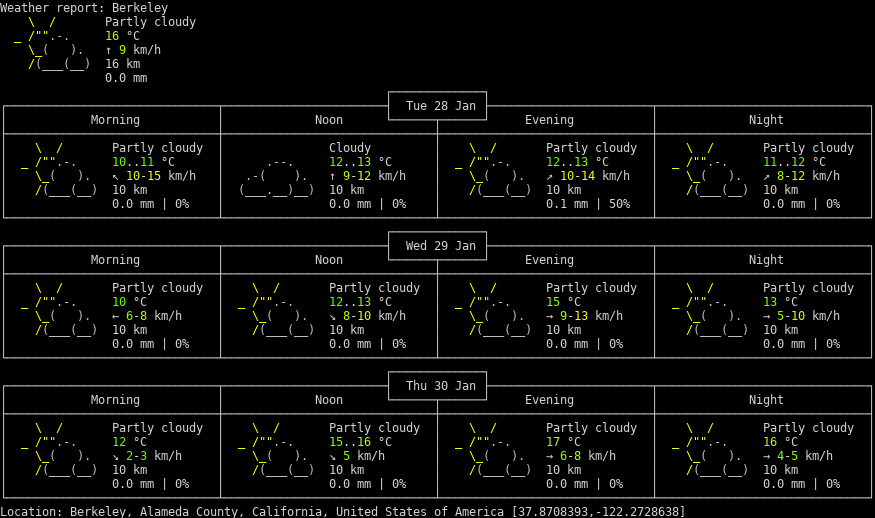 Weather report: Berkeley
Partly cloudy
16 °C
↑ 9 km/h
16 km
0.0 mm
Tue 28 Jan
Morning Noon Evening Night
Partly cloudy Cloudy Partly cloudy Partly cloudy
10..11 °C 12..13 °C 12..13 °C 11..12 °C
↖ 10-15 km/h ↑ 9-12 km/h ↗ 10-14 km/h ↗ 8-12 km/h
10 km 10 km 10 km 10 km
0.0 mm | 0% 0.0 mm | 0% 0.1 mm | 50% 0.0 mm | 0%
Wed 29 Jan
Morning Noon Evening Night
Partly cloudy Partly cloudy Partly cloudy Partly cloudy
10 °C 12..13 °C 15 °C 13 °C
← 6-8 km/h ↘ 8-10 km/h → 9-13 km/h → 5-10 km/h
10 km 10 km 10 km 10 km
0.0 mm | 0% 0.0 mm | 0% 0.0 mm | 0% 0.0 mm | 0%
Thu 30 Jan
Morning Noon Evening Night
Partly cloudy Partly cloudy Partly cloudy Partly cloudy
12 °C 15..16 °C 17 °C 16 °C
↘ 2-3 km/h ↘ 5 km/h → 6-8 km/h → 4-5 km/h
10 km 10 km 10 km 10 km
0.0 mm | 0% 0.0 mm | 0% 0.0 mm | 0% 0.0 mm | 0%
Location: Berkeley, Alameda County, California, United States of America [37.8708393,-122.2728638]